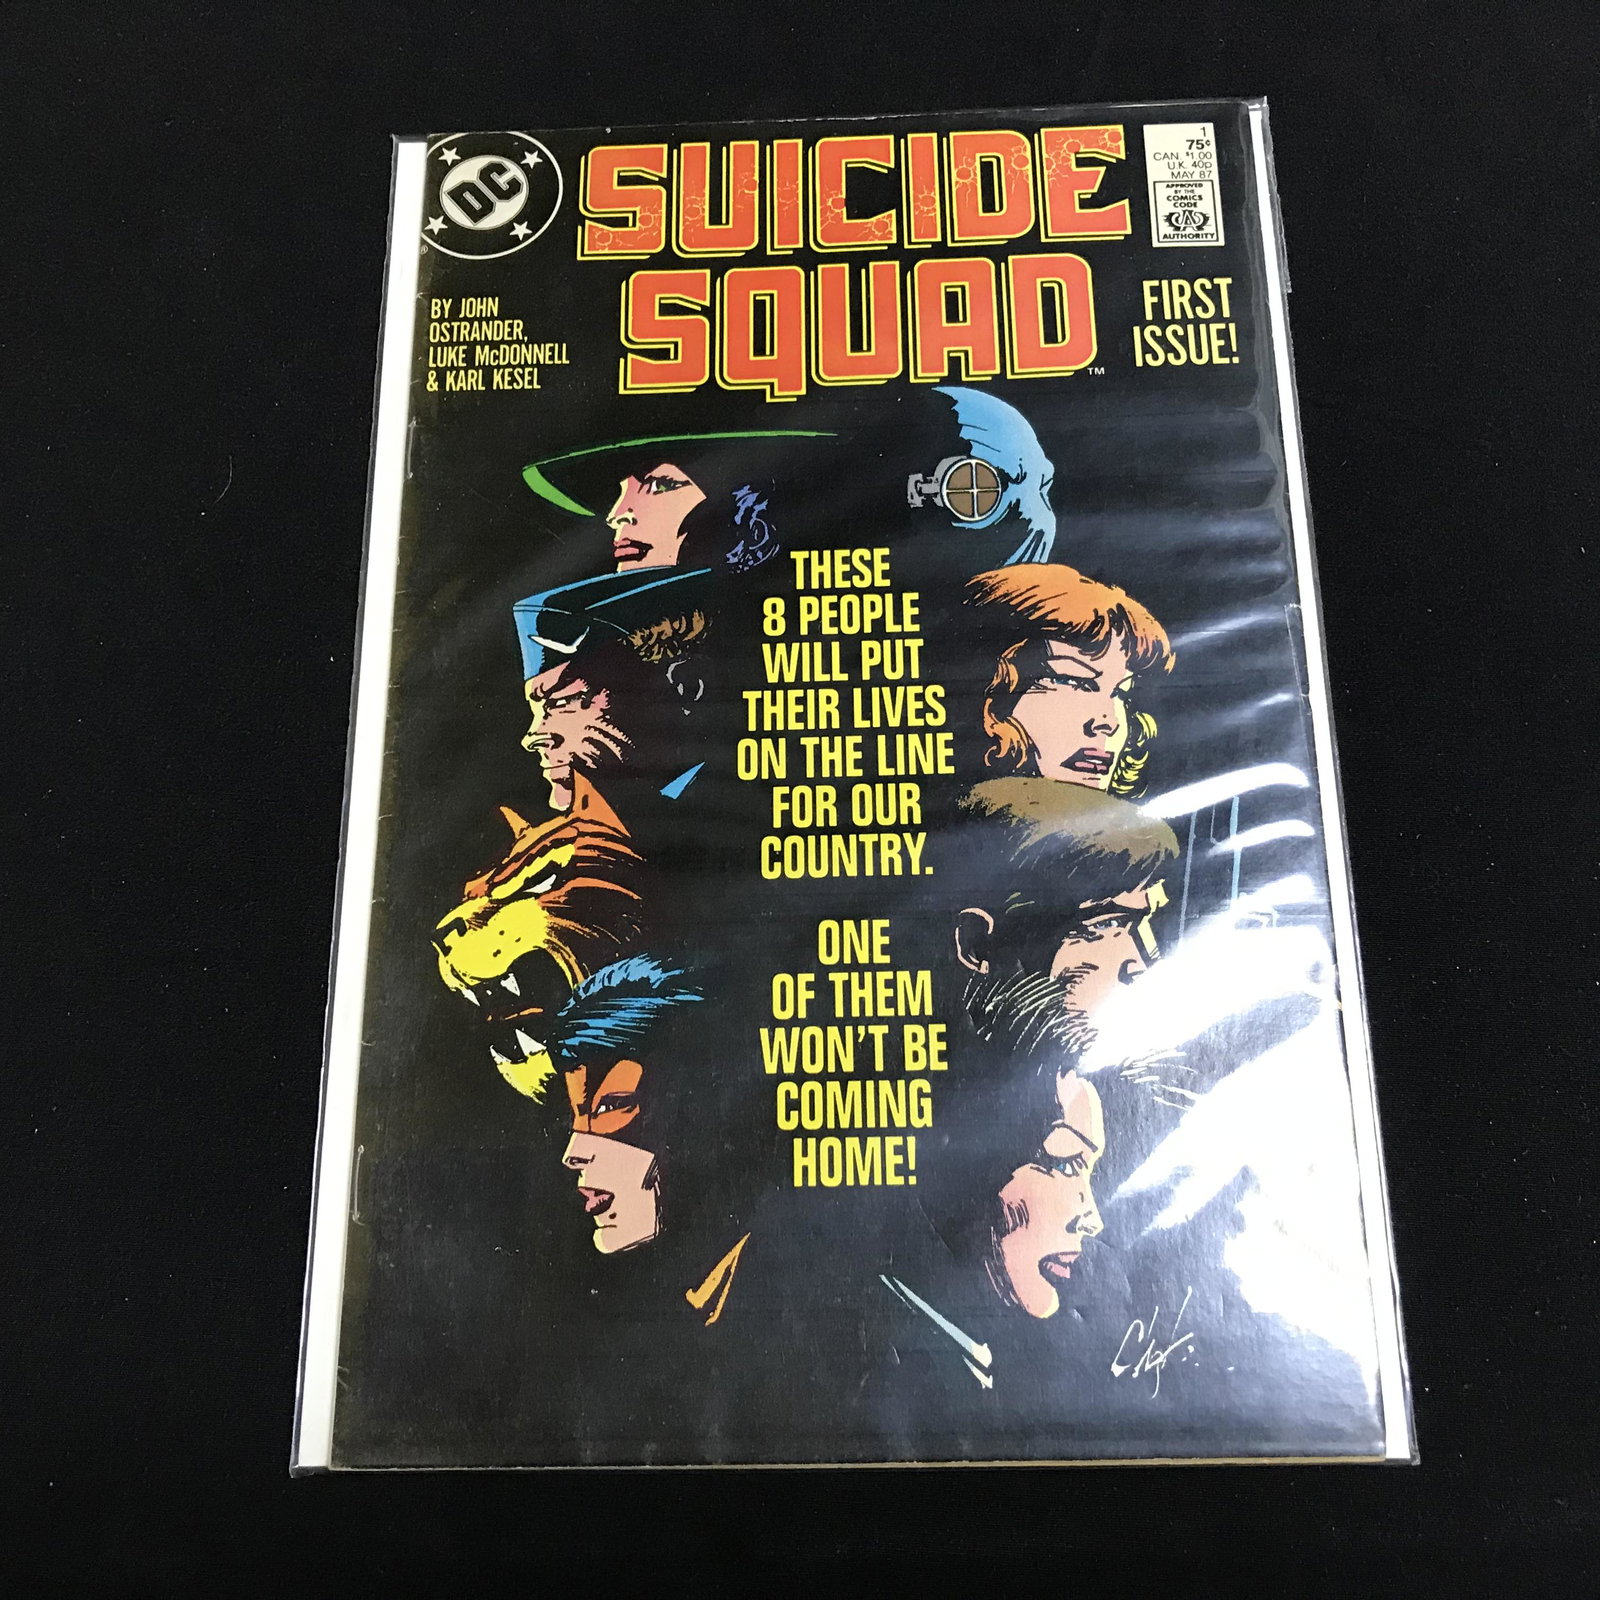 DC
SUICIDE
SQUAD
TM
1
75¢
CAN. $1.00
U.K. 40p
MAY 87
APPROVED
BY THE
COMICS
CODE
CA
AUTHORITY
FIRST
ISSUE!
BY JOHN
OSTRANDER,
LUKE McDONNELL
& KARL KESEL
THESE
8 PEOPLE
WILL PUT
THEIR LIVES
ON THE LINE
FOR OUR
COUNTRY.
ONE
OF THEM
WON'T BE
COMING
HOME!